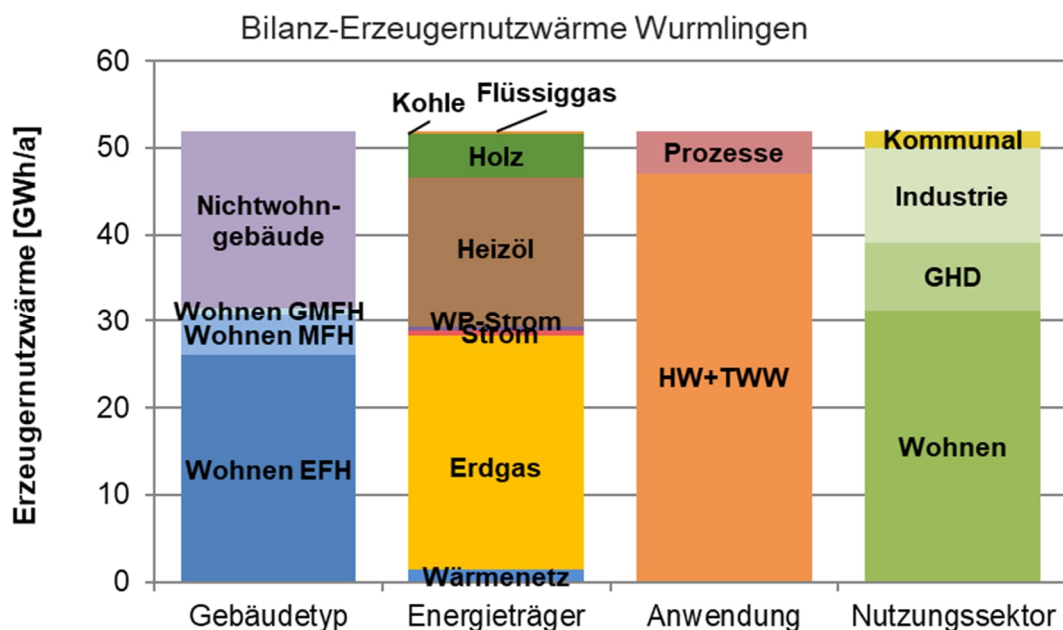 Bilanz-Erzeugernutzwärme Wurmlingen
Erzeugernutzwärme [GWh/a]
60
50
40
30
20
10
0
Nichtwohn-
gebäude
Wohnen GMFH
Wohnen MFH
Wohnen EFH
Kohle
Flüssiggas
Holz
Heizöl
WP-Strom
Strom
Erdgas
Wärmenetz
Prozesse
HW+TWW
Kommunal
Industrie
GHD
Wohnen
Gebäudetyp
Energieträger
Anwendung
Nutzungssektor